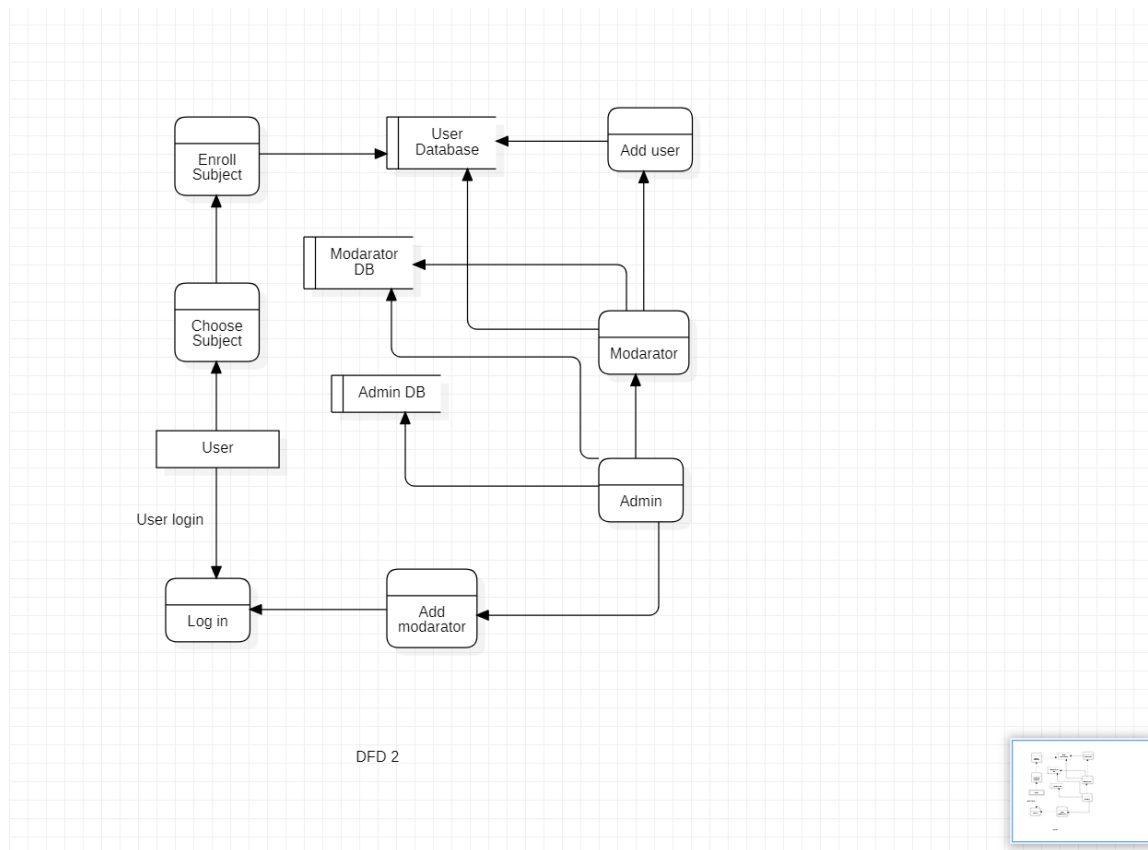 User
Database
Add user
Enroll
Subject
Modarator
DB
Choose
Subject
Modarator
Admin DB
User
Admin
User login
Log in
Add
modarator
DFD 2